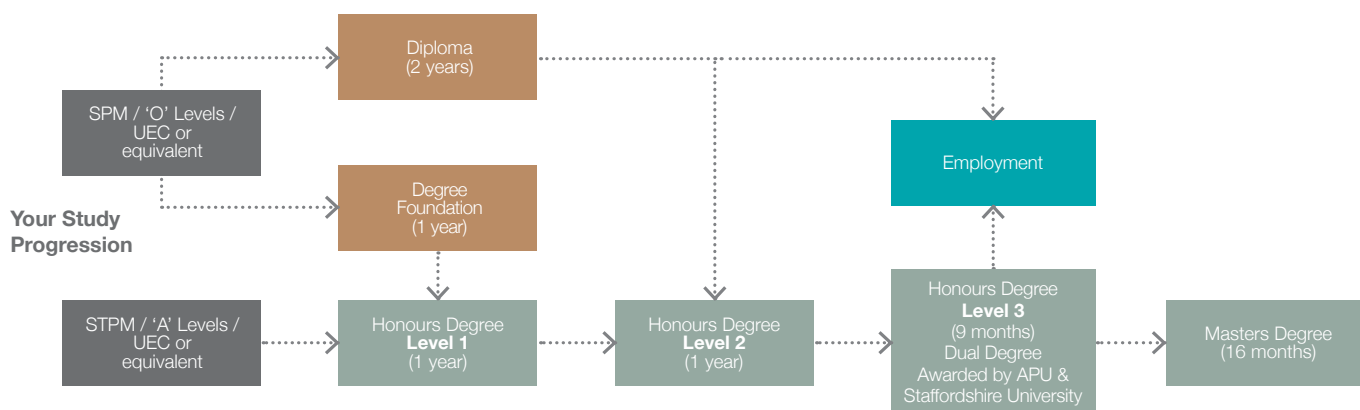 Diploma
(2 years)
SPM / ‘O’ Levels /
UEC or
equivalent
Employment
Degree
Foundation
(1 year)
Your Study
Progression
STPM / ‘A’ Levels /
UEC or
equivalent
Honours Degree
Level 1
(1 year)
Honours Degree
Level 2
(1 year)
Honours Degree
Level 3
(9 months)
Dual Degree
Awarded by APU &
Staffordshire University
Masters Degree
(16 months)